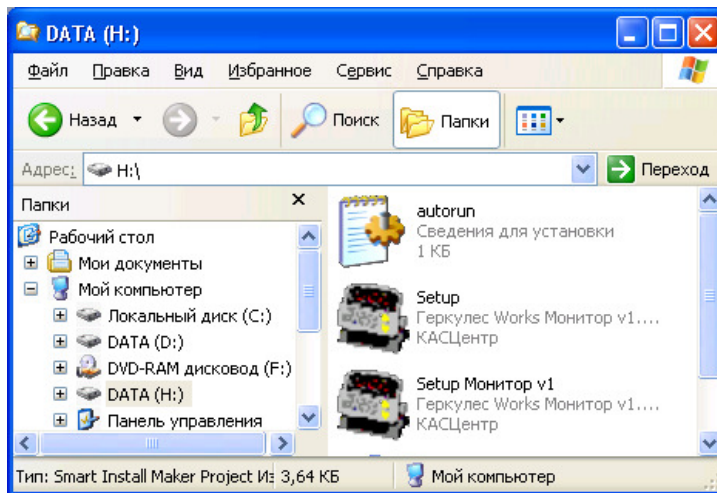 DATA (H:)
Файл Правка Вид Избранное Сервис Справка
Назад Поиск Папки
Адрес: H:\ Переход
Папки
Рабочий стол
Мои документы
Мой компьютер
Локальный диск (C:)
DATA (D:)
DVD-RAM дисковод (F:)
DATA (H:)
Панель управления
autorun
Сведения для установки
1 КБ
Setup
Геркулес Works Монитор v1....
КАСЦентр
Setup Монитор v1
Геркулес Works Монитор v1....
КАСЦентр
Тип: Smart Install Maker Project Из 3,64 КБ Мой компьютер